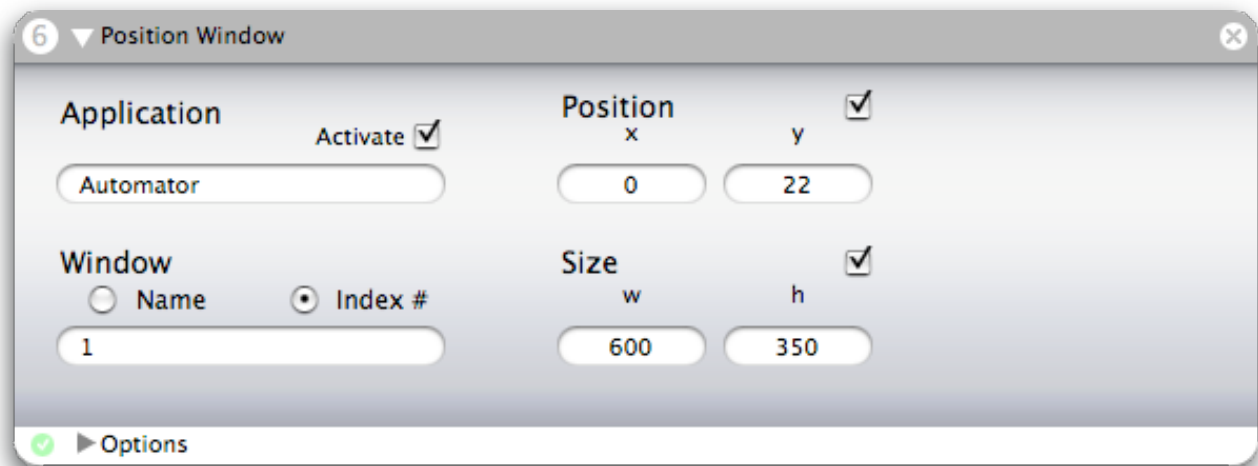 6 Position Window
Application
Activate
Automator
Position
x y
0 22
Window
Name Index #
1
Size
w h
600 350
Options